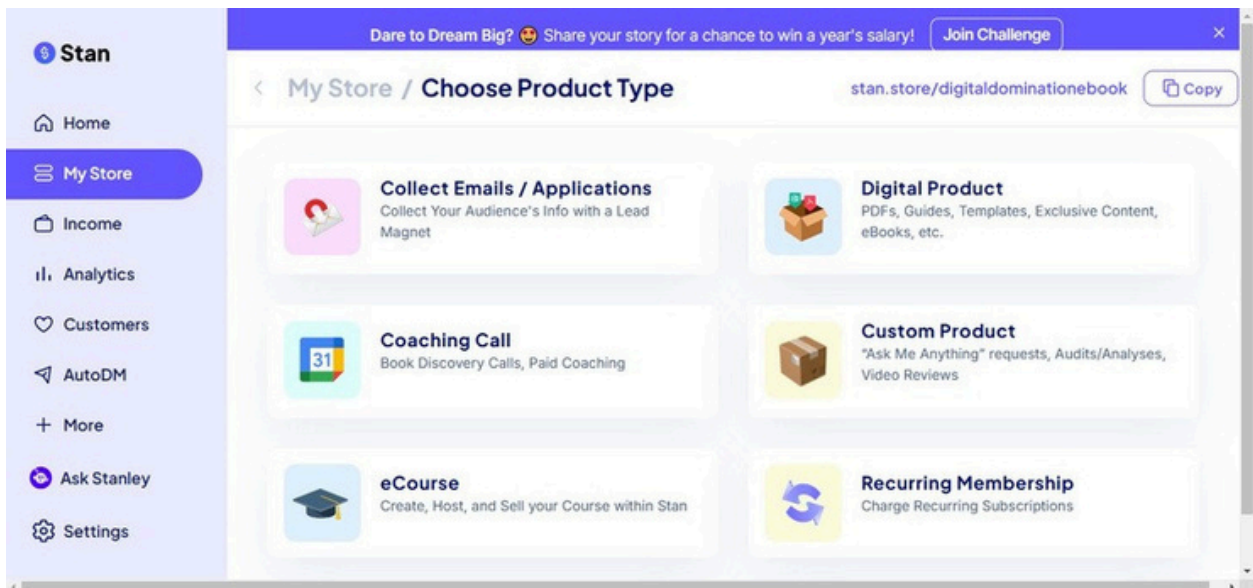 Dare to Dream Big? 🤩 Share your story for a chance to win a year's salary! Join Challenge
Stan
My Store / Choose Product Type
stan.store/digitaldominationebook
Copy
Home
My Store
Income
Analytics
Customers
AutoDM
More
Ask Stanley
Settings
Collect Emails / Applications
Collect Your Audience's Info with a Lead
Magnet
Digital Product
PDFs, Guides, Templates, Exclusive Content,
eBooks, etc.
Coaching Call
Book Discovery Calls, Paid Coaching
31
Custom Product
"Ask Me Anything" requests, Audits/Analyses,
Video Reviews
eCourse
Create, Host, and Sell your Course within Stan
Recurring Membership
Charge Recurring Subscriptions